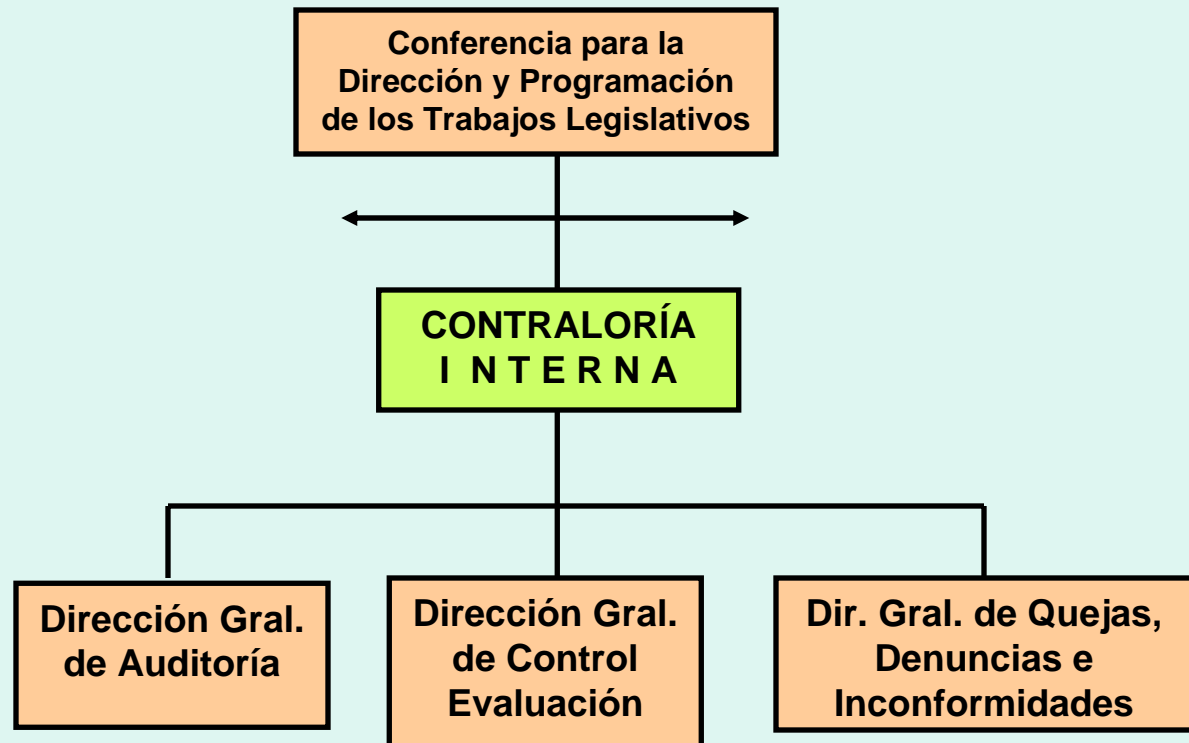 Conferencia para la
Dirección y Programación
de los Trabajos Legislativos
CONTRALORÍA
I N T E R N A
Dirección Gral.
de Auditoría
Dirección Gral.
de Control
Evaluación
Dir. Gral. de Quejas,
Denuncias e
Inconformidades